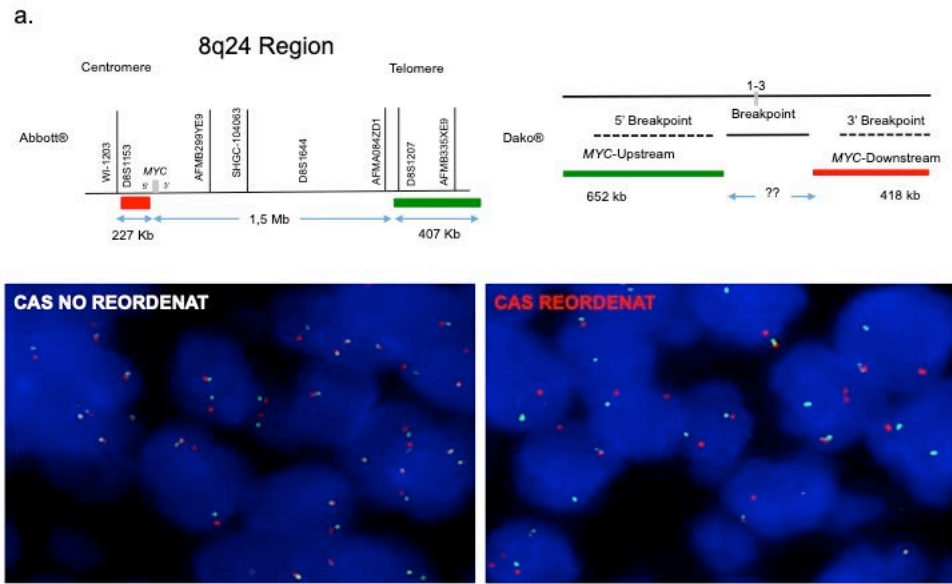 a.
8q24 Region
Centromere
Telomere
Abbott®
WI-1203
D8S1153
MYC
5' 3'
AFMB299YE9
SHGC-104063
D8S1644
AFMA084ZD1
D8S1207
AFMB335XE9
1,5 Mb
227 Kb
407 Kb
1-3
Dako®
5' Breakpoint
Breakpoint
3' Breakpoint
MYC-Upstream
MYC-Downstream
652 kb
??
418 kb
CAS NO REORDENAT
CAS REORDENAT